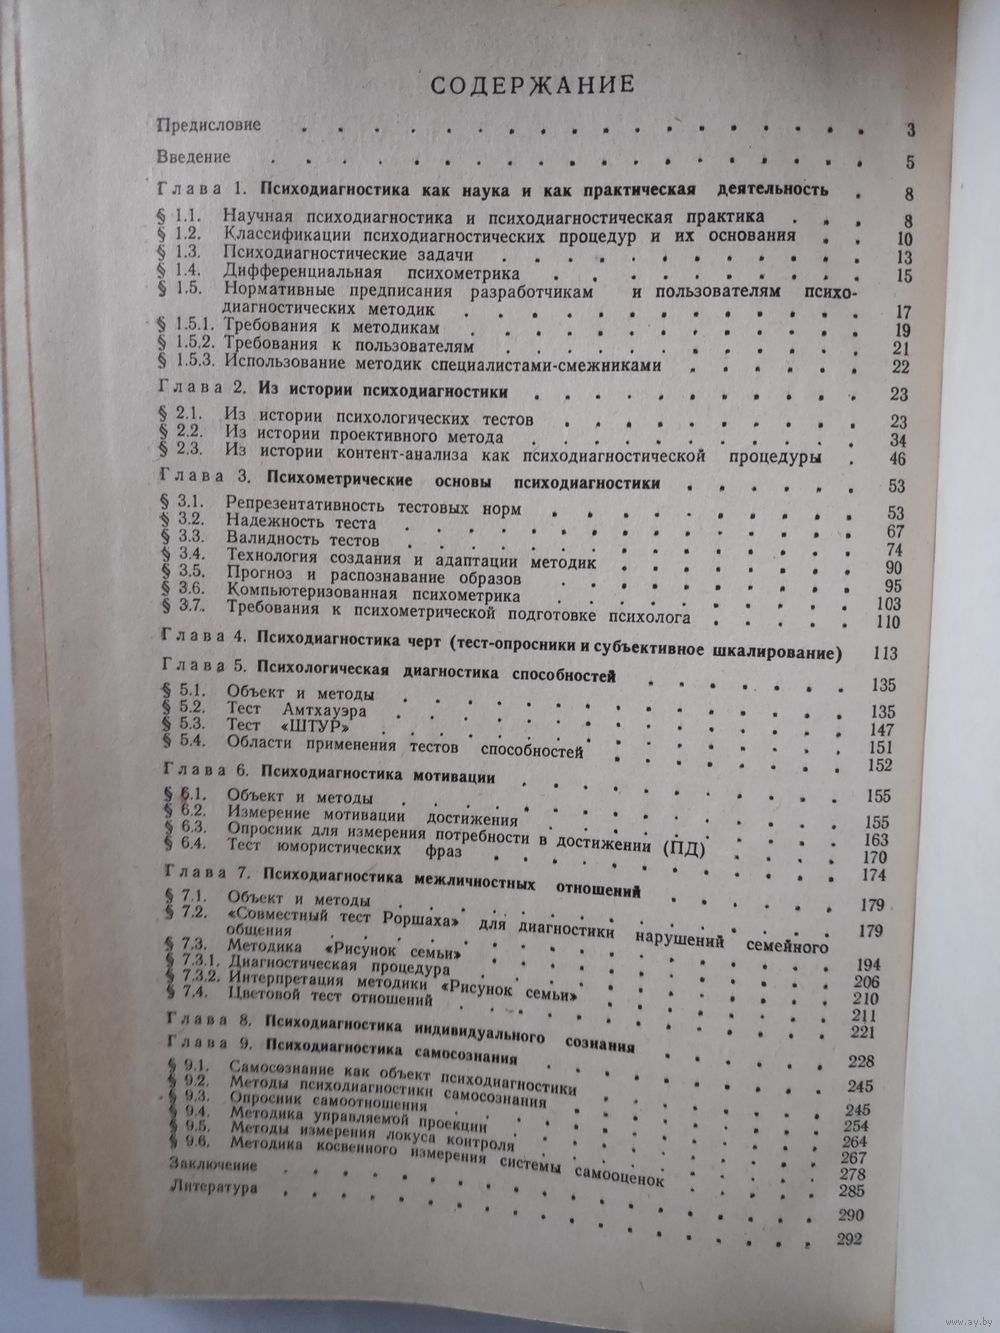 СОДЕРЖАНИЕ
Предисловие . . . . . . . . . . . . . . . . 3
Введение . . . . . . . . . . . . . . . . 5
Глава 1. Психодиагностика как наука и как практическая деятельность . 8
§ 1.1. Научная психодиагностика и психодиагностическая практика . . . 8
§ 1.2. Классификации психодиагностических процедур и их основания . . 10
§ 1.3. Психодиагностические задачи . . . . . . . . . . 13
§ 1.4. Дифференциальная психометрика . . . . . . . . . 15
§ 1.5. Нормативные предписания разработчикам и пользователям психо-
диагностических методик . . . . . . . . . . . 17
§ 1.5.1. Требования к методикам . . . . . . . . . . . 19
§ 1.5.2. Требования к пользователям . . . . . . . . . . 21
§ 1.5.3. Использование методик специалистами-смежниками . . . . . . 22
Глава 2. Из истории психодиагностики . . . . . . . . . . 23
§ 2.1. Из истории психологических тестов . . . . . . . . . 23
§ 2.2. Из истории проективного метода . . . . . . . . . . 34
§ 2.3. Из истории контент-анализа как психодиагностической процедуры . 46
Глава 3. Психометрические основы психодиагностики . . . . . . 53
§ 3.1. Репрезентативность тестовых норм . . . . . . . . . 53
§ 3.2. Надежность теста . . . . . . . . . . . . 67
§ 3.3. Валидность тестов . . . . . . . . . . . . 74
§ 3.4. Технология создания и адаптации методик . . . . . . . 90
§ 3.5. Прогноз и распознавание образов . . . . . . . . . 95
§ 3.6. Компьютеризованная психометрика . . . . . . . . . 103
§ 3.7. Требования к психометрической подготовке психолога . . . . . 110
Глава 4. Психодиагностика черт (тест-опросники и субъективное шкалирование) 113
Глава 5. Психологическая диагностика способностей . . . . . . . 135
§ 5.1. Объект и методы . . . . . . . . . . . . 135
§ 5.2. Тест Амтхауэра . . . . . . . . . . . . 147
§ 5.3. Тест «ШТУР» . . . . . . . . . . . . 151
§ 5.4. Области применения тестов способностей . . . . . . . 152
Глава 6. Психодиагностика мотивации . . . . . . . . . . 155
§ 6.1. Объект и методы . . . . . . . . . . . . 155
§ 6.2. Измерение мотивации достижения . . . . . . . . . 163
§ 6.3. Опросник для измерения потребности в достижении (ПД) . . . . 170
§ 6.4. Тест юмористических фраз . . . . . . . . . . 174
Глава 7. Психодиагностика межличностных отношений . . . . . . 179
§ 7.1. Объект и методы . . . . . . . . . . . . 179
§ 7.2. «Совместный тест Роршаха» для диагностики нарушений семейного
общения . . . . . . . . . . . . . . 194
§ 7.3. Методика «Рисунок семьи» . . . . . . . . . . 206
§ 7.3.1. Диагностическая процедура . . . . . . . . . . 210
§ 7.3.2. Интерпретация методики «Рисунок семьи» . . . . . . . 211
§ 7.4. Цветовой тест отношений . . . . . . . . . . 221
Глава 8. Психодиагностика индивидуального сознания . . . . . . 228
Глава 9. Психодиагностика самосознания . . . . . . . . . 245
§ 9.1. Самосознание как объект психодиагностики . . . . . . . 245
§ 9.2. Методы психодиагностики самосознания . . . . . . . . 254
§ 9.3. Опросник самоотношения . . . . . . . . . . 264
§ 9.4. Методика управляемой проекции . . . . . . . . . 267
§ 9.5. Методы измерения локуса контроля . . . . . . . . . 278
§ 9.6. Методика косвенного измерения системы самооценок . . . . . 285
Заключение . . . . . . . . . . . . . . . . 290
Литература . . . . . . . . . . . . . . . . 292
www.ay.by